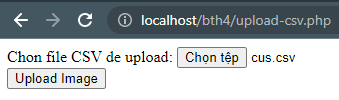 localhost/bth4/upload-csv.php
Chon file CSV de upload: Chọn tệp cus.csv
Upload Image